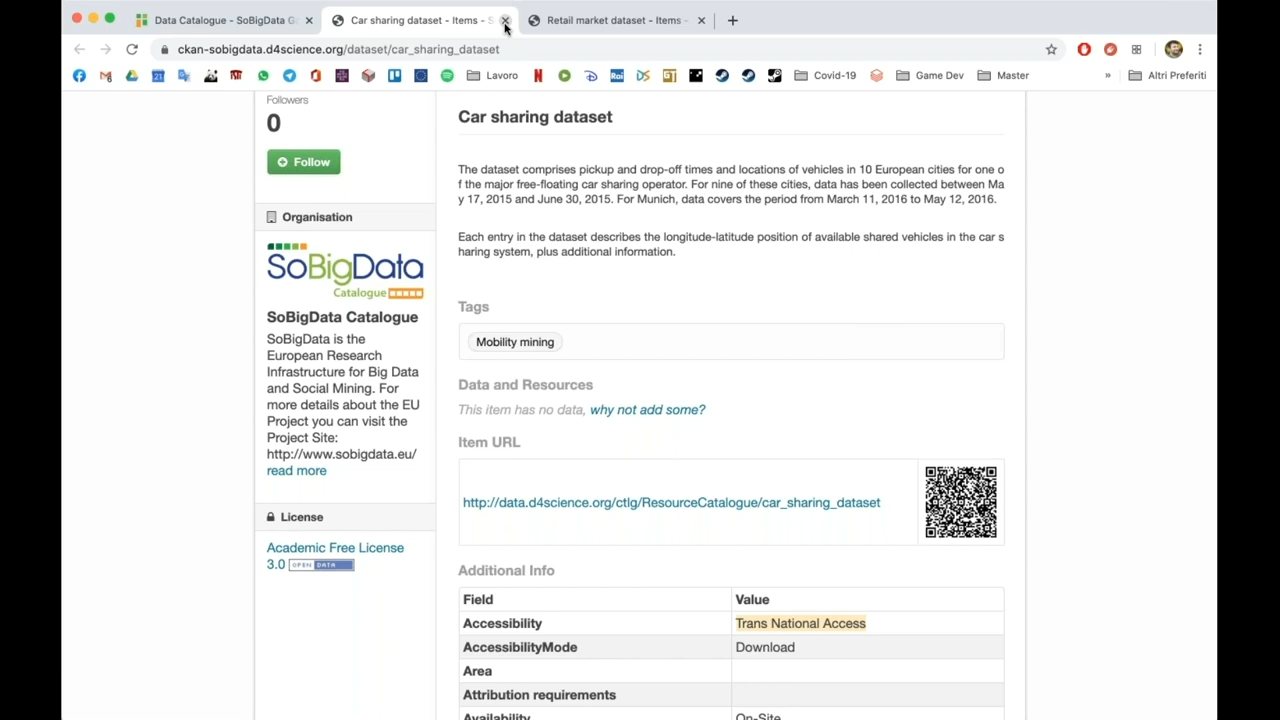 Data Catalogue - SoBigData G
Car sharing dataset - Items - S
Retail market dataset - Items -
ckan-sobigdata.d4science.org/dataset/car_sharing_dataset
Lavoro
Covid-19
Game Dev
Master
»
Altri Preferiti
Followers
0
Follow
Organisation
SoBigData
Catalogue
SoBigData Catalogue
SoBigData is the
European Research
Infrastructure for Big Data
and Social Mining. For
more details about the EU
Project you can visit the
Project Site:
http://www.sobigdata.eu/
read more
License
Academic Free License
3.0 OPEN DATA
Car sharing dataset
The dataset comprises pickup and drop-off times and locations of vehicles in 10 European cities for one o
f the major free-floating car sharing operator. For nine of these cities, data has been collected between Ma
y 17, 2015 and June 30, 2015. For Munich, data covers the period from March 11, 2016 to May 12, 2016.
Each entry in the dataset describes the longitude-latitude position of available shared vehicles in the car s
haring system, plus additional information.
Tags
Mobility mining
Data and Resources
This item has no data, why not add some?
Item URL
http://data.d4science.org/ctlg/ResourceCatalogue/car_sharing_dataset
Additional Info
Field Value
Accessibility Trans National Access
AccessibilityMode Download
Area
Attribution requirements
Availability On-Site